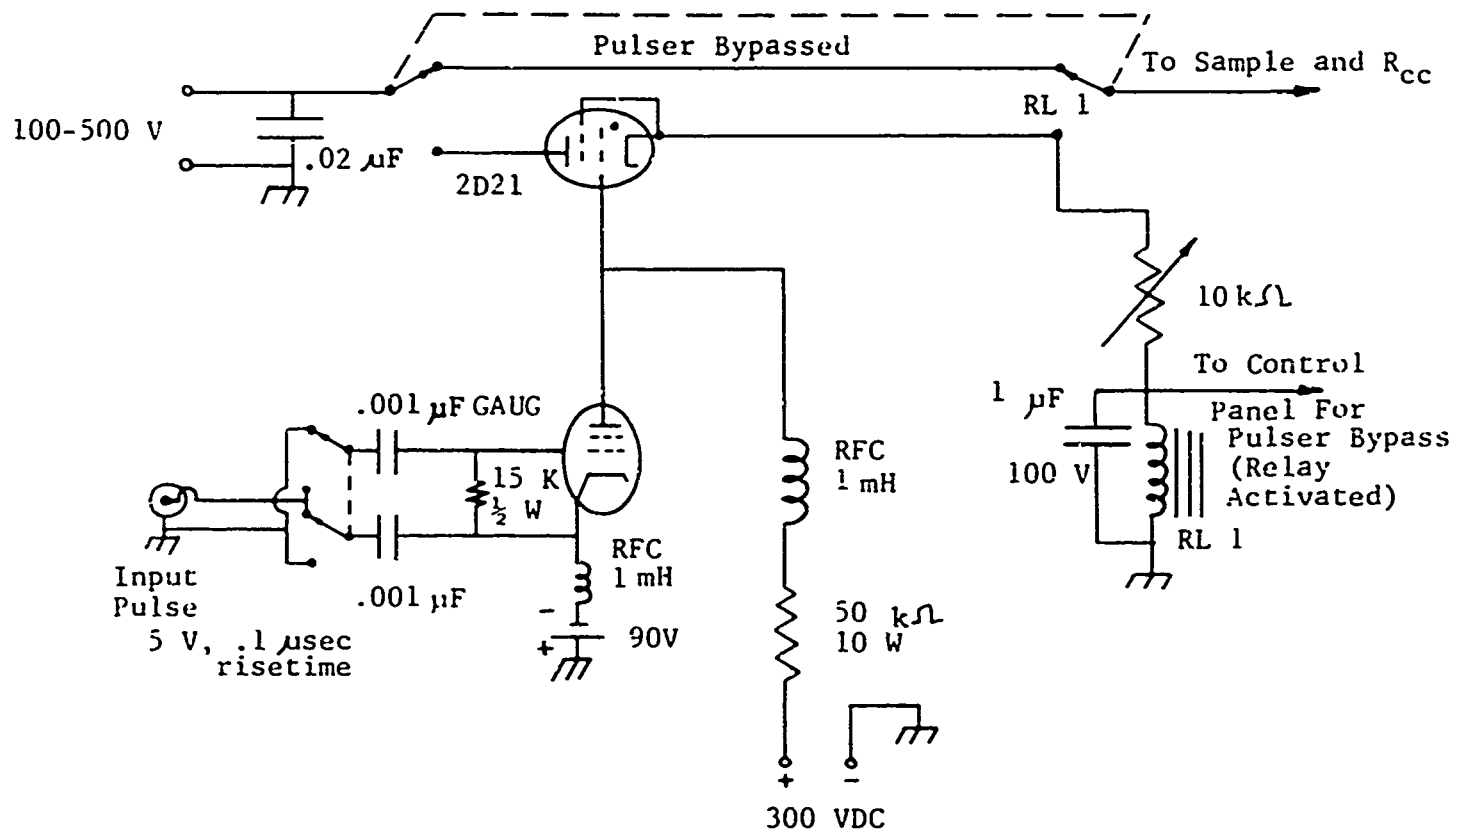 Pulser Bypassed
To Sample and Rcc
RL 1
100-500 V
.02 μF
2D21
10 kΩ
To Control
Panel For
Pulser Bypass
(Relay
Activated)
1 μF
100 V
RL 1
.001 μF GAUG
15 K
½ W
RFC
1 mH
RFC
1 mH
.001 μF
Input
Pulse
5 V, .1 μsec
risetime
-
+
90V
50 kΩ
10 W
+ -
300 VDC